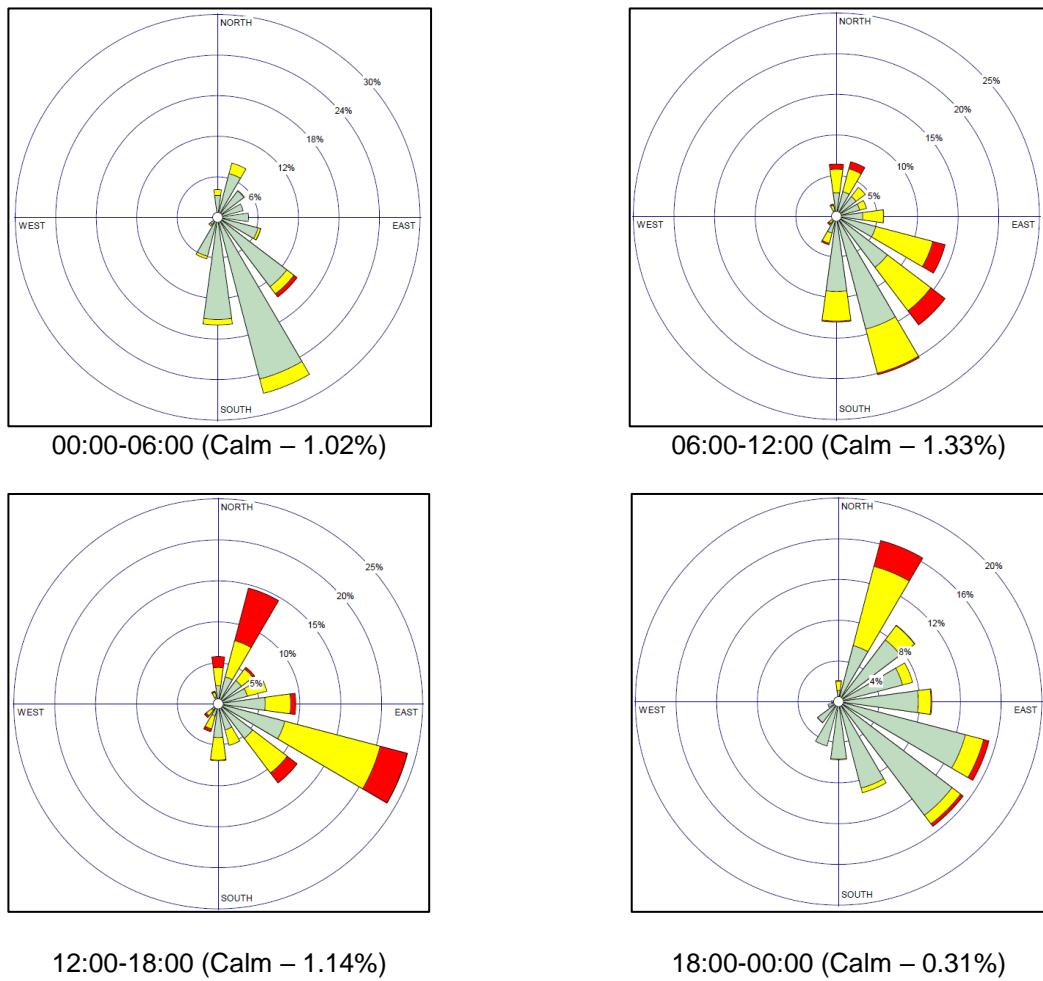 NORTH
30%
24%
18%
12%
6%
WEST
EAST
SOUTH
00:00-06:00 (Calm – 1.02%)
NORTH
25%
20%
15%
10%
5%
WEST
EAST
SOUTH
06:00-12:00 (Calm – 1.33%)
NORTH
25%
20%
15%
10%
5%
WEST
EAST
SOUTH
12:00-18:00 (Calm – 1.14%)
NORTH
20%
16%
12%
8%
4%
WEST
EAST
SOUTH
18:00-00:00 (Calm – 0.31%)